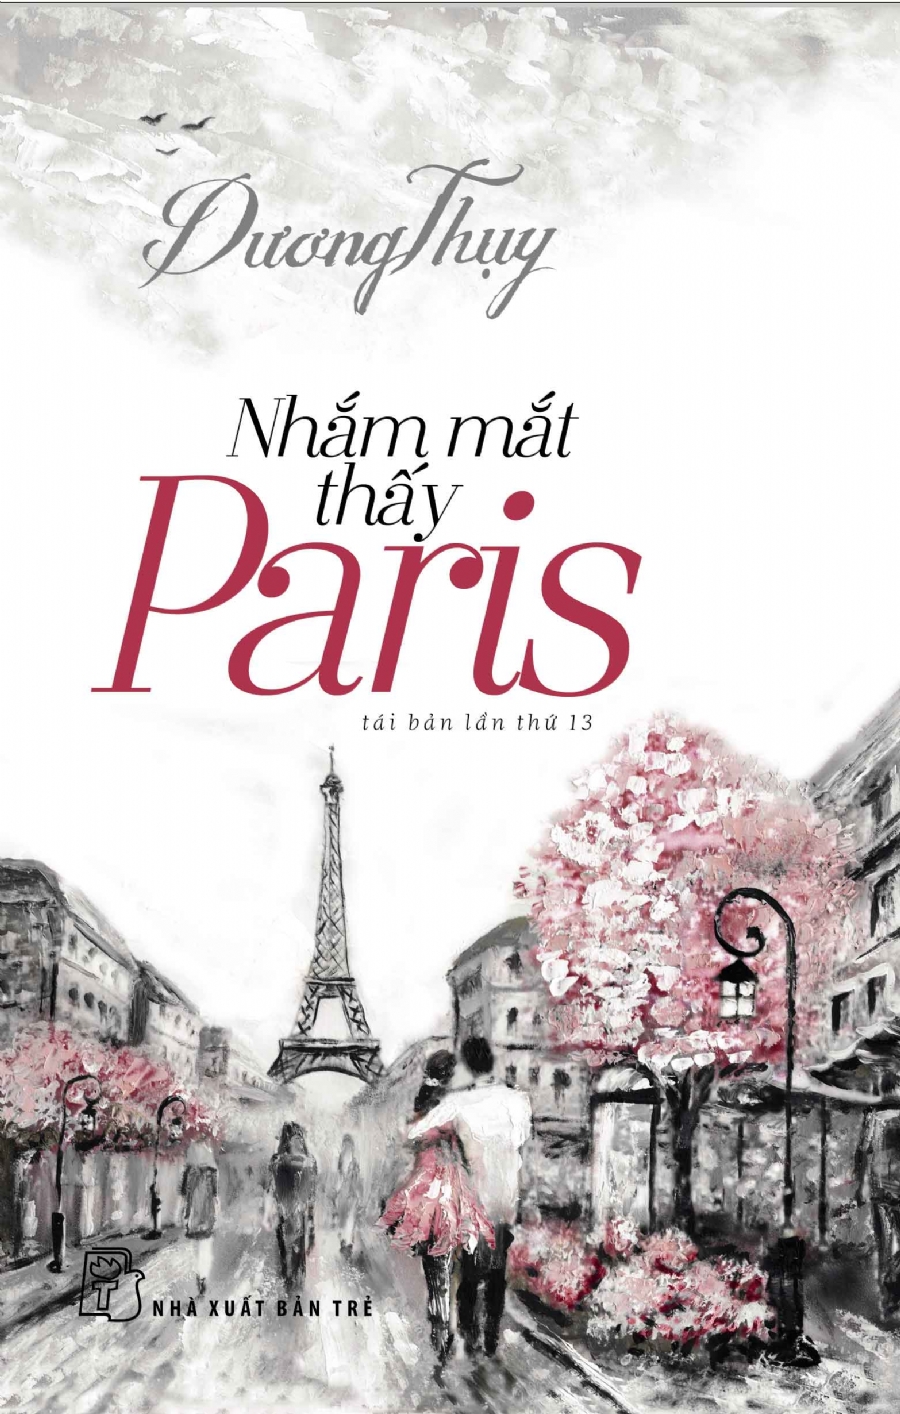 Dương Thụy
Nhắm mắt
thấy
Paris
tái bản lần thứ 13
NHÀ XUẤT BẢN TRẺ